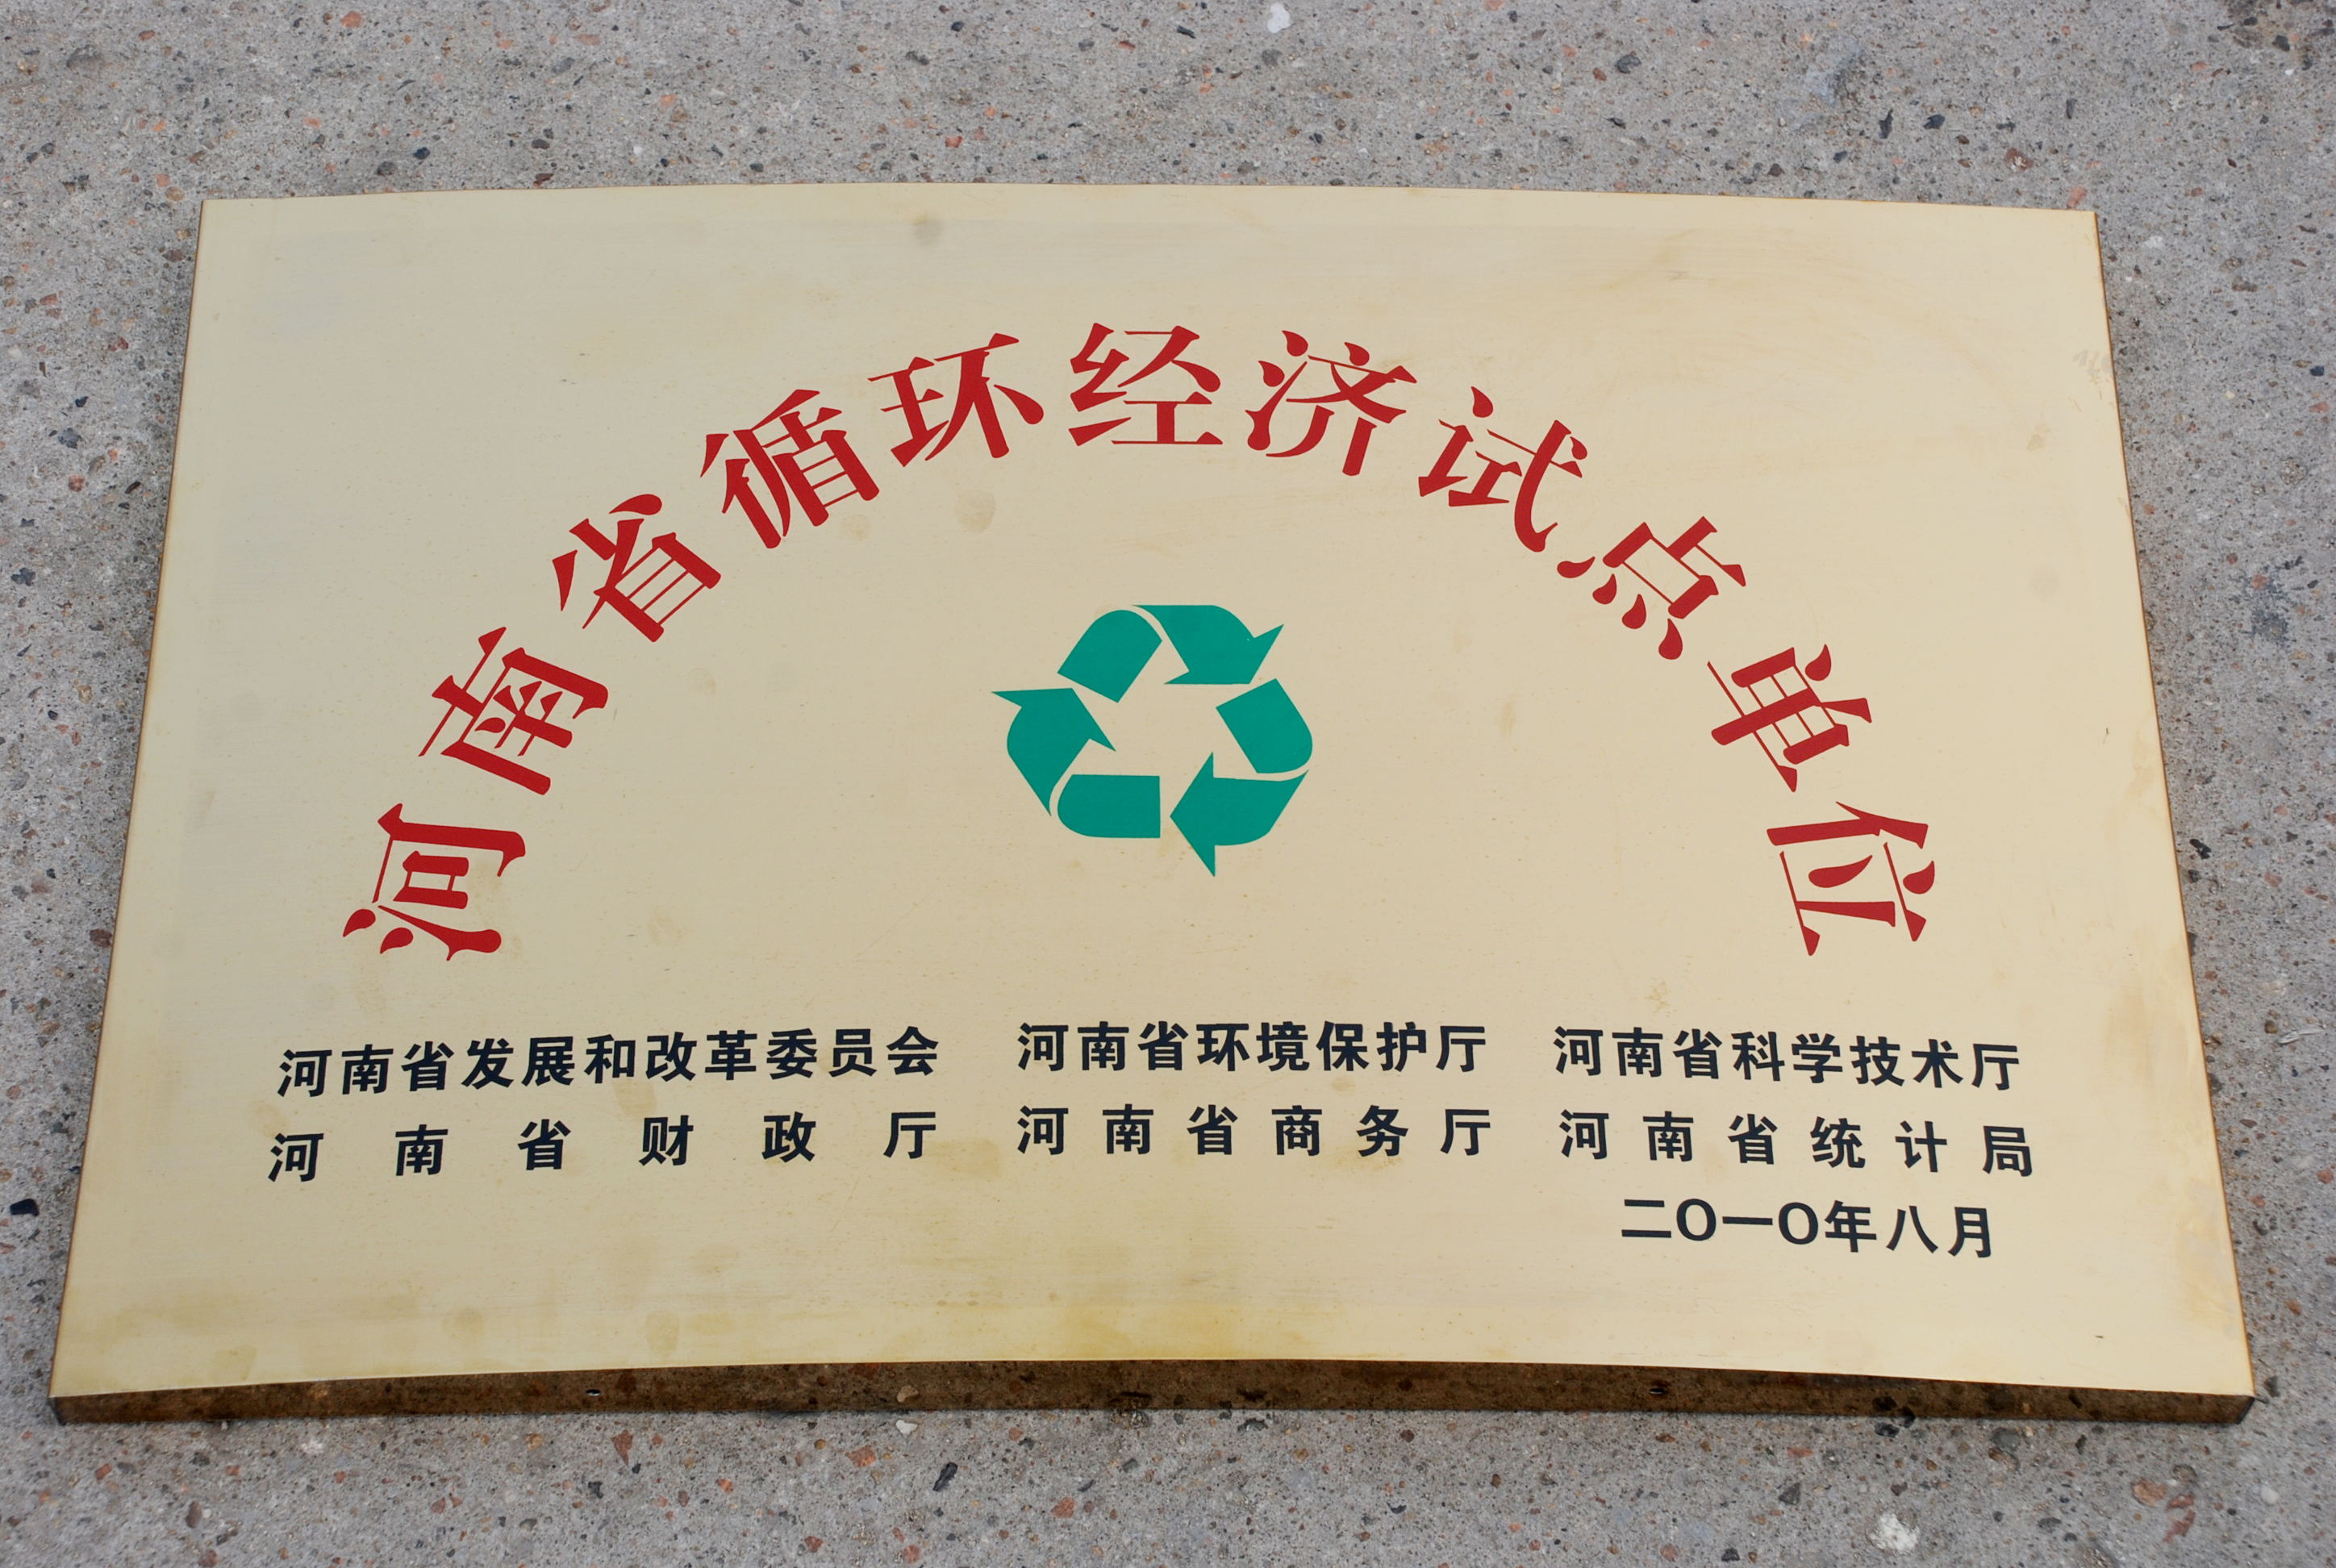 河南省循环经济试点单位
河南省发展和改革委员会 河南省环境保护厅 河南省科学技术厅
河南省财政厅 河南省商务厅 河南省统计局
二〇一〇年八月